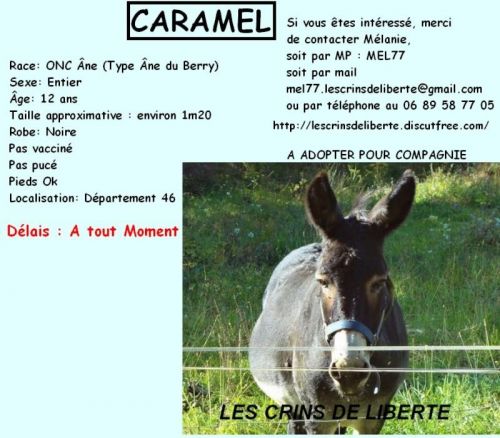 CARAMEL
Race: ONC Âne (Type Âne du Berry)
Sexe: Entier
Âge: 12 ans
Taille approximative : environ 1m20
Robe: Noire
Pas vacciné
Pas pucé
Pieds Ok
Localisation: Département 46
Délais : A tout Moment
Si vous êtes intéressé, merci
de contacter Mélanie,
soit par MP : MEL77
soit par mail
mel77.lescrinsdeliberte@gmail.com
ou par téléphone au 06 89 58 77 05
http://lescrinsdeliberte.discutfree.com/
A ADOPTER POUR COMPAGNIE
LES CRINS DE LIBERTE